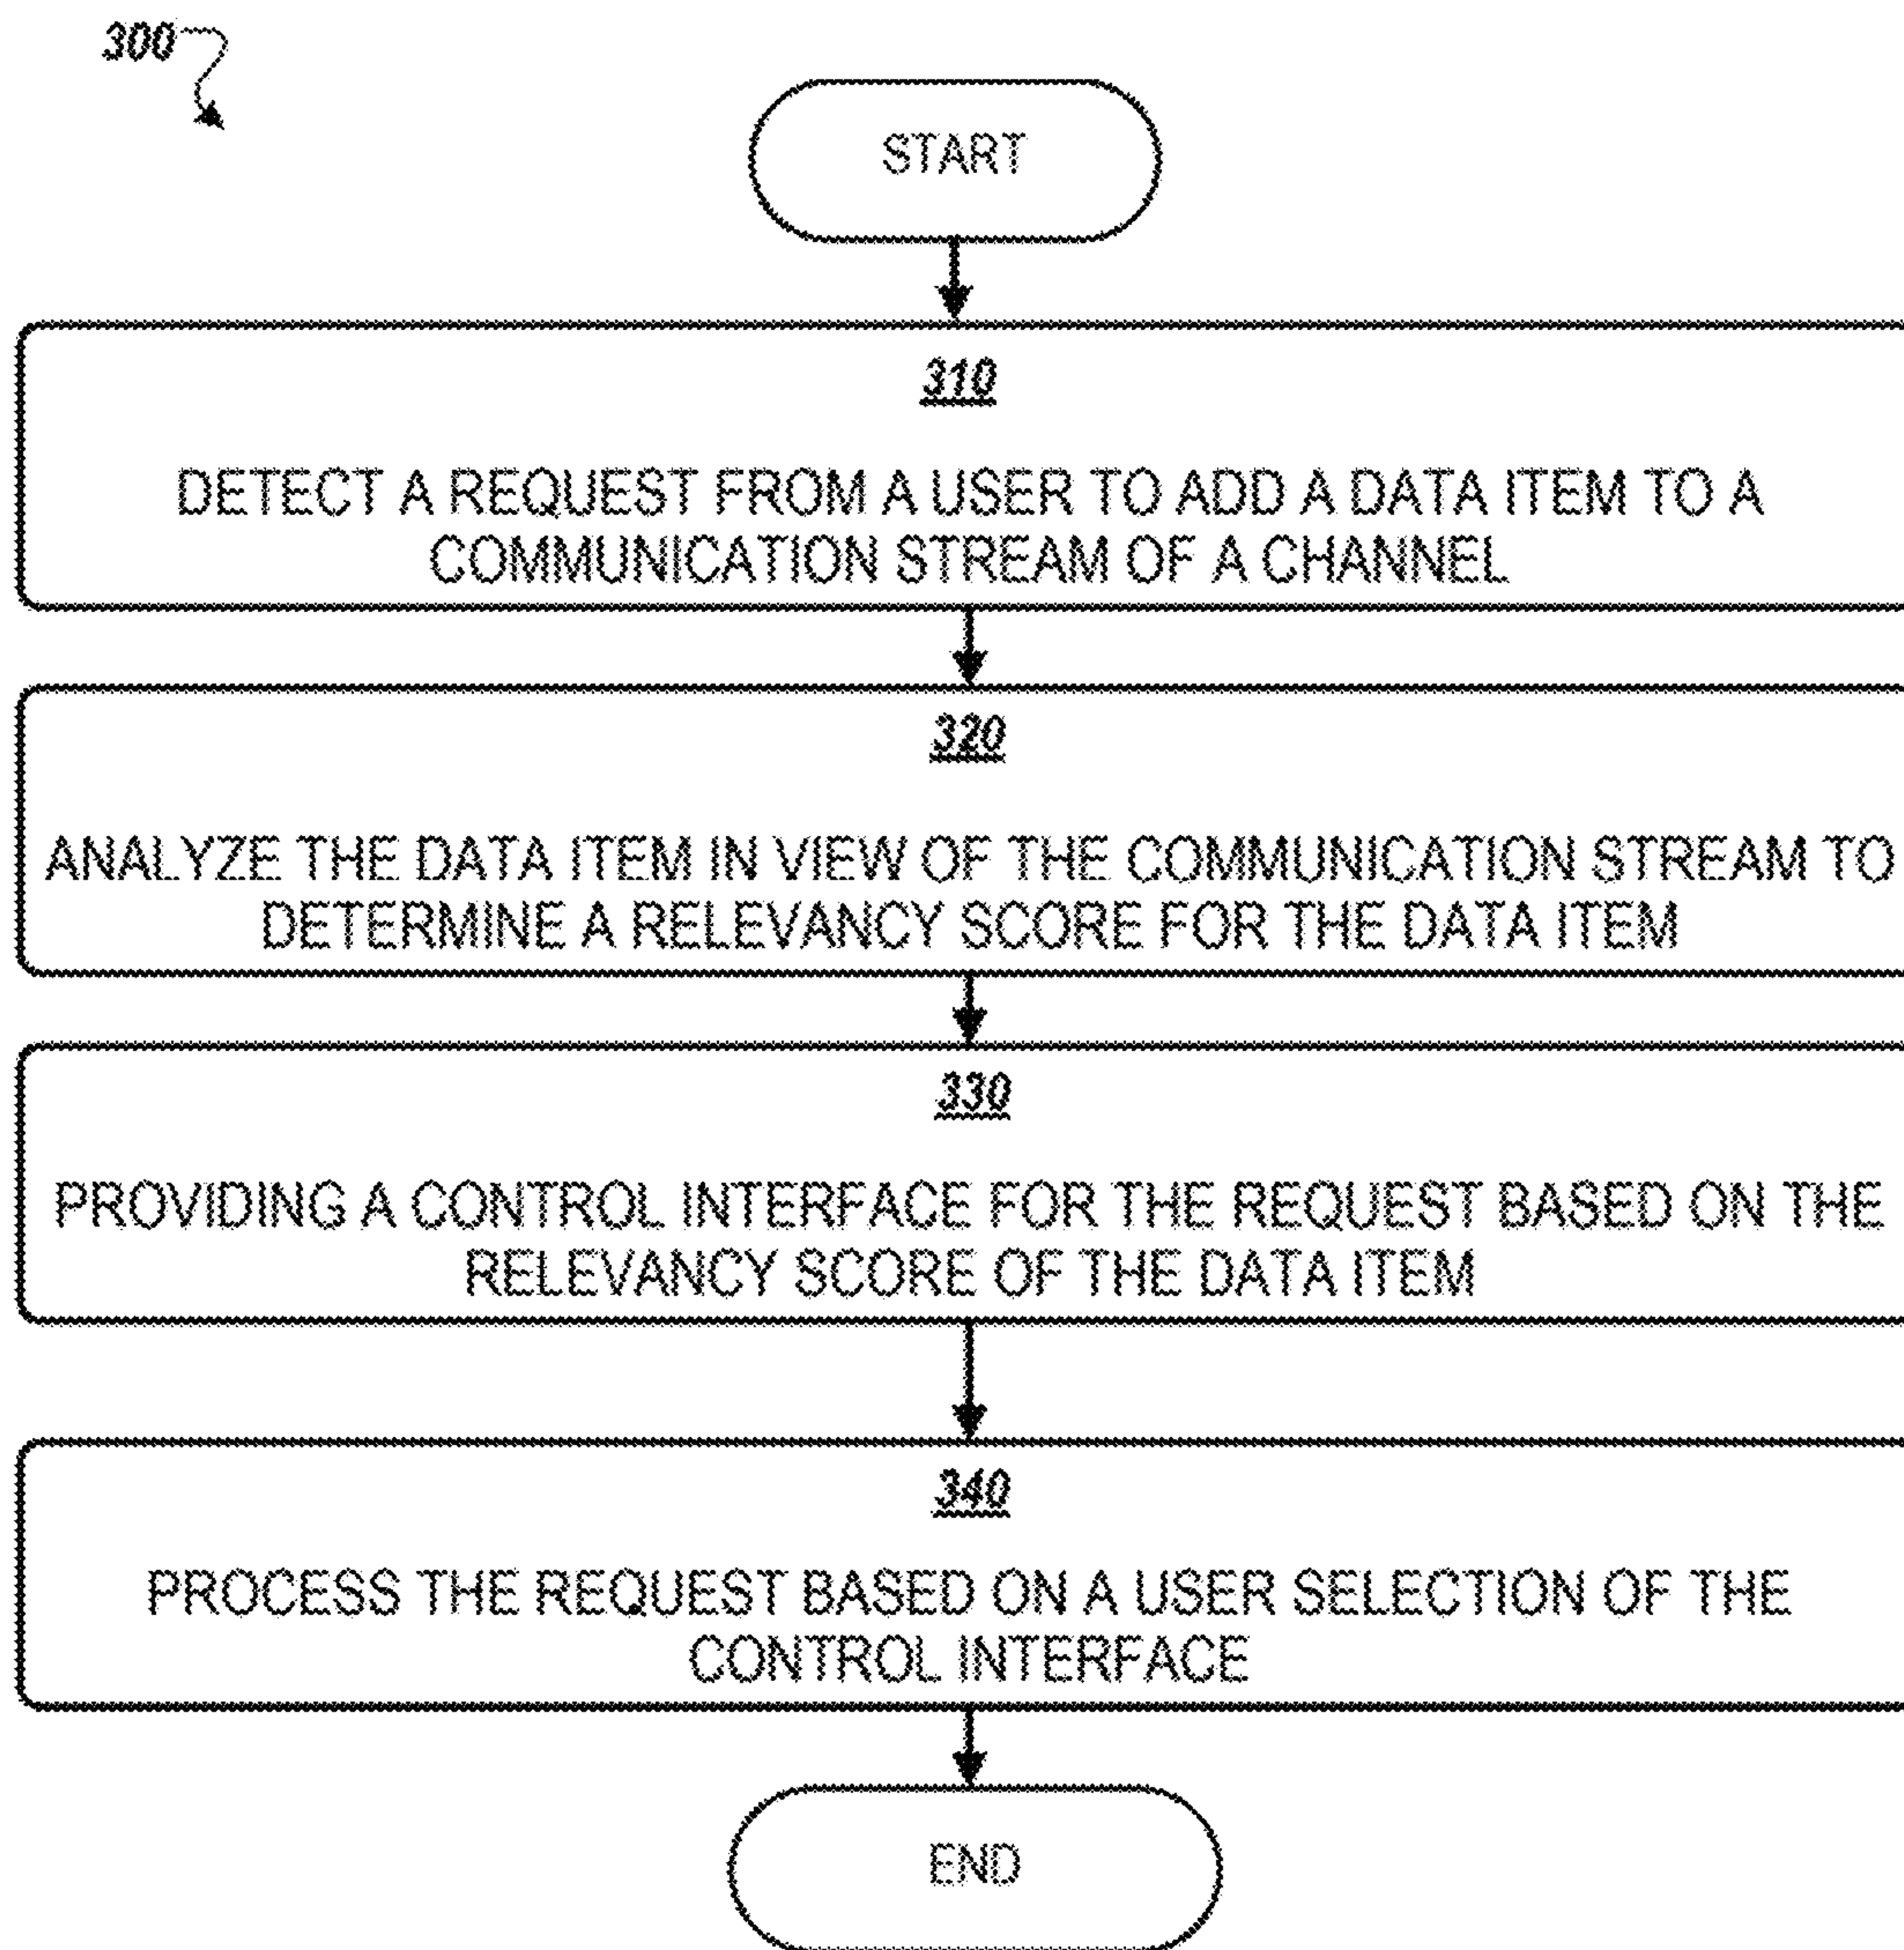 300
START
310
DETECT A REQUEST FROM A USER TO ADD A DATA ITEM TO A
COMMUNICATION STREAM OF A CHANNEL
320
ANALYZE THE DATA ITEM IN VIEW OF THE COMMUNICATION STREAM TO
DETERMINE A RELEVANCY SCORE FOR THE DATA ITEM
330
PROVIDING A CONTROL INTERFACE FOR THE REQUEST BASED ON THE
RELEVANCY SCORE OF THE DATA ITEM
340
PROCESS THE REQUEST BASED ON A USER SELECTION OF THE
CONTROL INTERFACE
END